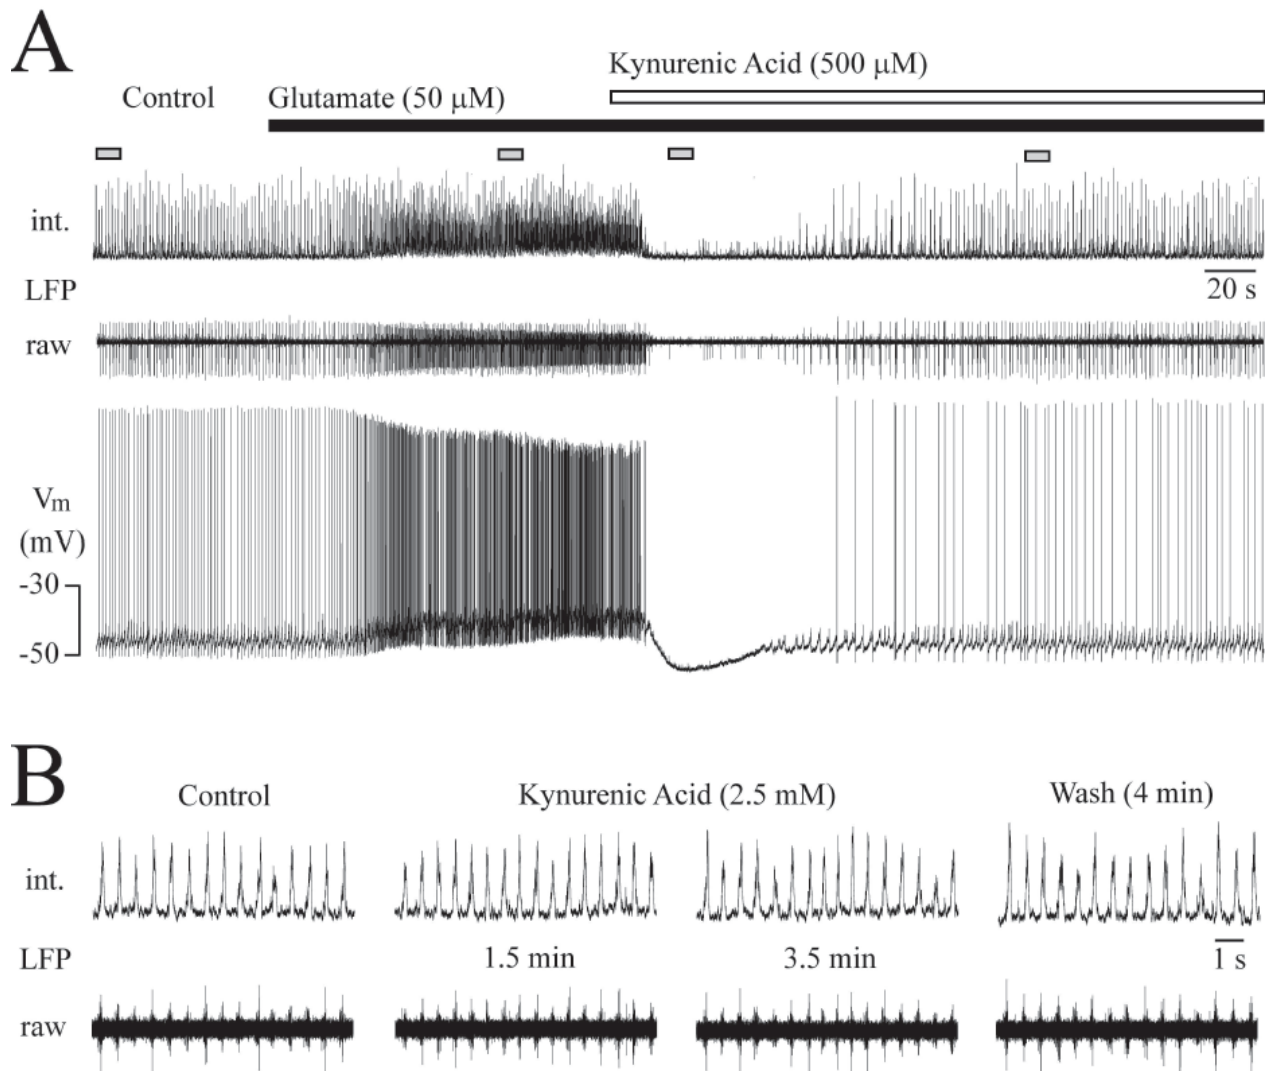 A
Kynurenic Acid (500 μM)
Control
Glutamate (50 μM)
int.
20 s
LFP
raw
Vm
(mV)
-30
-50
B
Control
Kynurenic Acid (2.5 mM)
Wash (4 min)
int.
LFP
1.5 min
3.5 min
1 s
raw